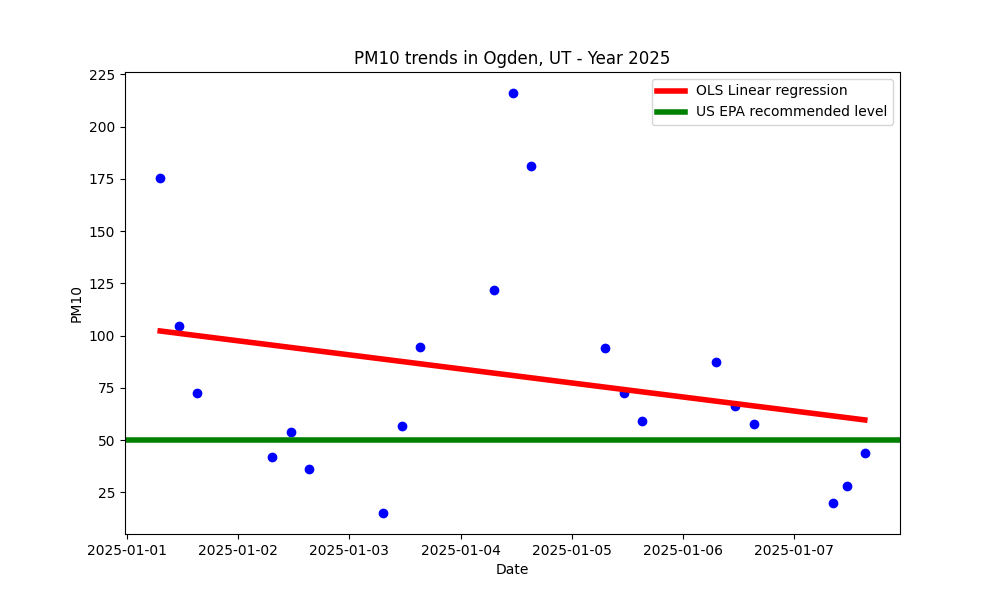 PM10 trends in Ogden, UT - Year 2025
OLS Linear regression
US EPA recommended level
225
200
175
150
125
100
75
50
25
PM10
2025-01-01 2025-01-02 2025-01-03 2025-01-04 2025-01-05 2025-01-06 2025-01-07
Date